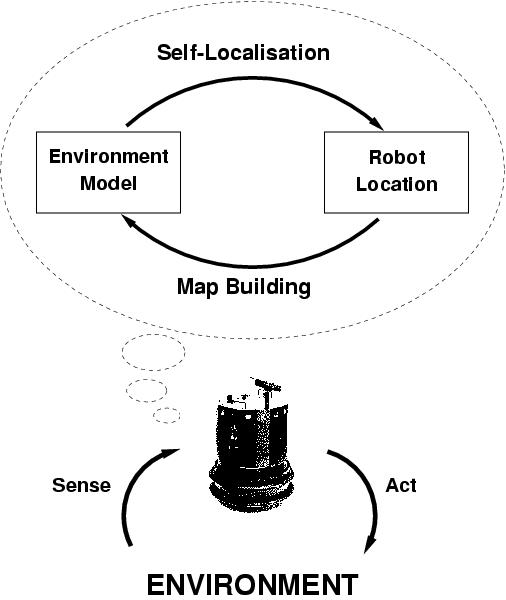 Self-Localisation
Environment
Model
Robot
Location
Map Building
Sense
Act
ENVIRONMENT